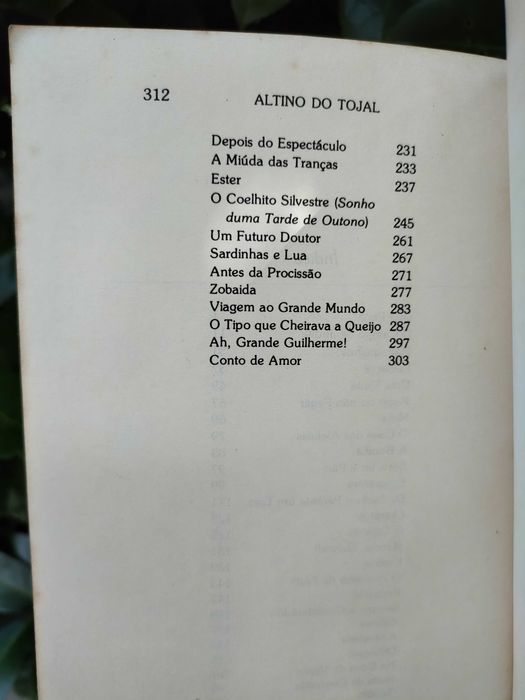 312 ALTINO DO TOJAL
Depois do Espectáculo 231
A Miúda das Tranças 233
Ester 237
O Coelhito Silvestre (Sonho
duma Tarde de Outono) 245
Um Futuro Doutor 261
Sardinhas e Lua 267
Antes da Procissão 271
Zobaida 277
Viagem ao Grande Mundo 283
O Tipo que Cheirava a Queijo 287
Ah, Grande Guilherme! 297
Conto de Amor 303